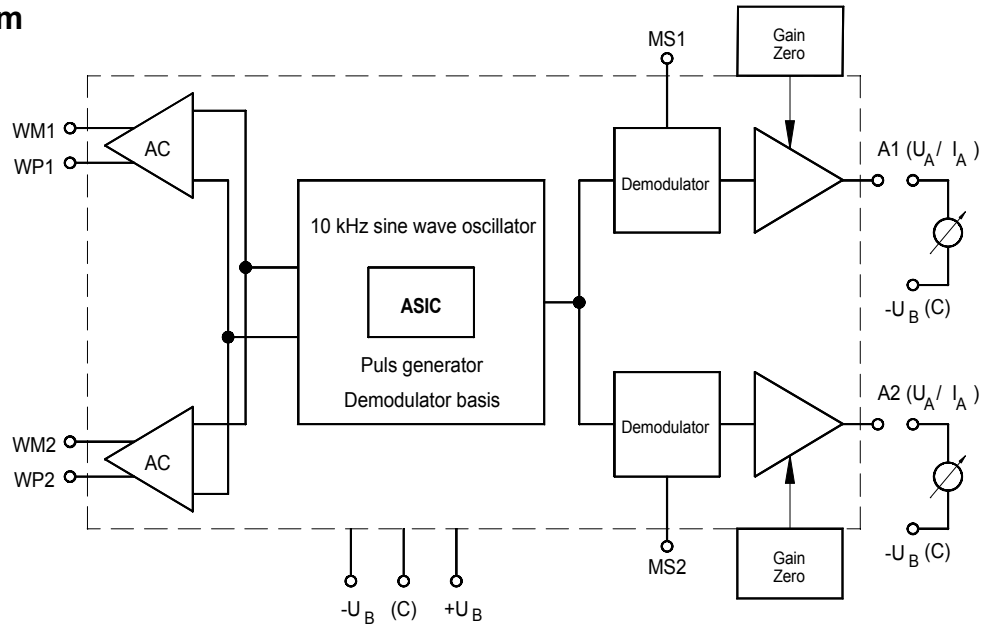 m
MS1
Gain
Zero
WM1
WP1
AC
Demodulator
A1 (U_A / I_A)
10 kHz sine wave oscillator
ASIC
-U_B (C)
Puls generator
Demodulator basis
WM2
WP2
AC
Demodulator
A2 (U_A / I_A)
MS2
Gain
Zero
-U_B (C)
-U_B (C) +U_B